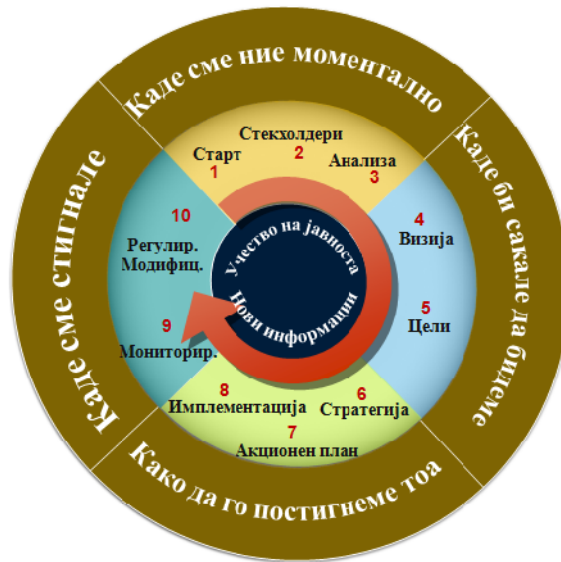 Каде сме ние моментално
Каде би сакале да бидеме
Како да го постигнеме тоа
Каде сме стигнале
Старт
1
Стекхолдери
2
Анализа
3
4
Визија
5
Цели
6
Стратегија
7
Акционен план
8
Имплементација
9
Мониторир.
10
Регулир.
Модифиц.
Учество на јавноста
Нови информации